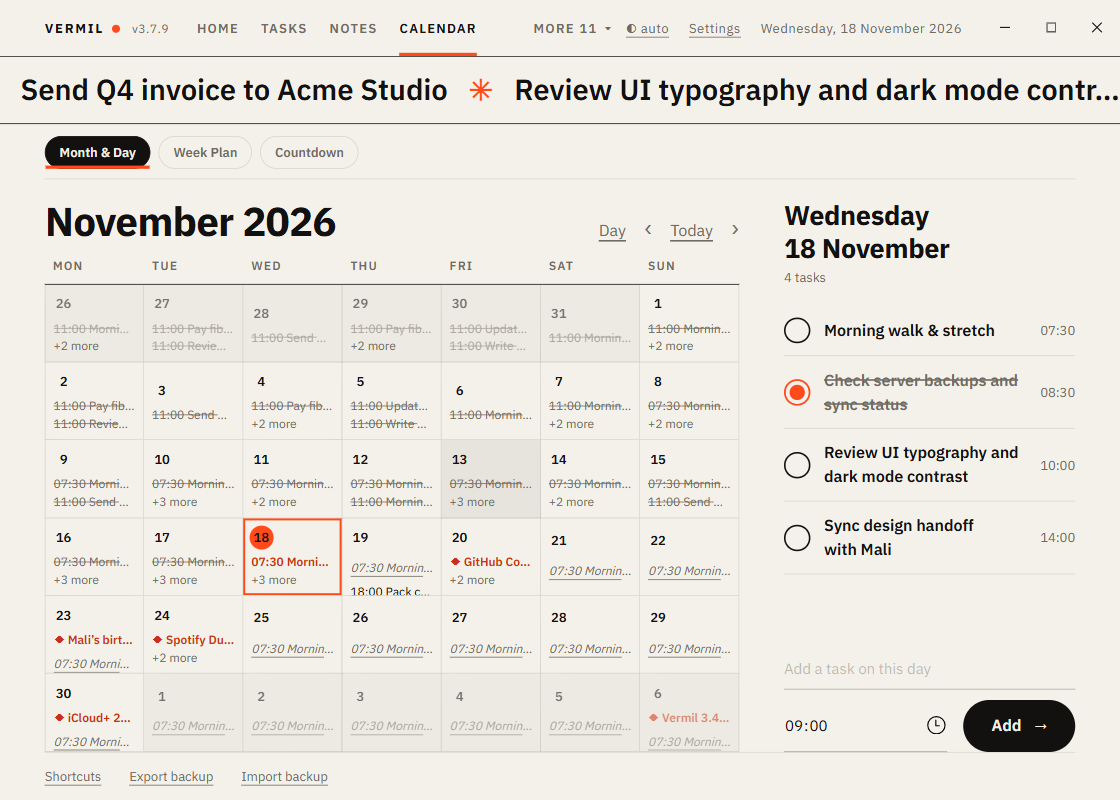 VERMIL v3.7.9 HOME TASKS NOTES CALENDAR MORE 11 auto Settings Wednesday, 18 November 2026
Send Q4 invoice to Acme Studio ✳ Review UI typography and dark mode contr...
Month & Day Week Plan Countdown
November 2026
Day ‹ Today ›
MON TUE WED THU FRI SAT SUN
26 27 28 29 30 31 1
11:00 Morni... 11:00 Pay fib... 11:00 Send ... 11:00 Pay fib... 11:00 Updat... 11:00 Mornin... 11:00 Mornin...
+2 more 11:00 Revie... +2 more 11:00 Write ... +2 more
2 3 4 5 6 7 8
11:00 Pay fib... 11:00 Send ... 11:00 Pay fib... 11:00 Updat... 11:00 Mornin... 11:00 Mornin... 07:30 Mornin...
11:00 Revie... +2 more 11:00 Write ... +2 more +2 more
9 10 11 12 13 14 15
07:30 Morni... 07:30 Mornin... 07:30 Mornin... 07:30 Mornin... 07:30 Mornin... 07:30 Mornin... 07:30 Mornin...
11:00 Send ... +3 more +2 more 11:00 Mornin... +3 more +2 more 11:00 Send ...
16 17 18 19 20 21 22
07:30 Morni... 07:30 Mornin... 07:30 Morni... 07:30 Mornin... GitHub Co... 07:30 Mornin... 07:30 Mornin...
+3 more +3 more +3 more 18:00 Pack c... +2 more
23 24 25 26 27 28 29
Mali's birt... Spotify Du... 07:30 Mornin... 07:30 Mornin... 07:30 Mornin... 07:30 Mornin... 07:30 Mornin...
07:30 Morni... +2 more
30 1 2 3 4 5 6
iCloud+ 2... 07:30 Mornin... 07:30 Mornin... 07:30 Mornin... 07:30 Mornin... 07:30 Mornin... Vermil 3.4...
07:30 Morni... 07:30 Mornin...
Wednesday
18 November
4 tasks
Morning walk & stretch 07:30
Check server backups and
sync status 08:30
Review UI typography and
dark mode contrast 10:00
Sync design handoff
with Mali 14:00
Add a task on this day
09:00 Add →
Shortcuts Export backup Import backup